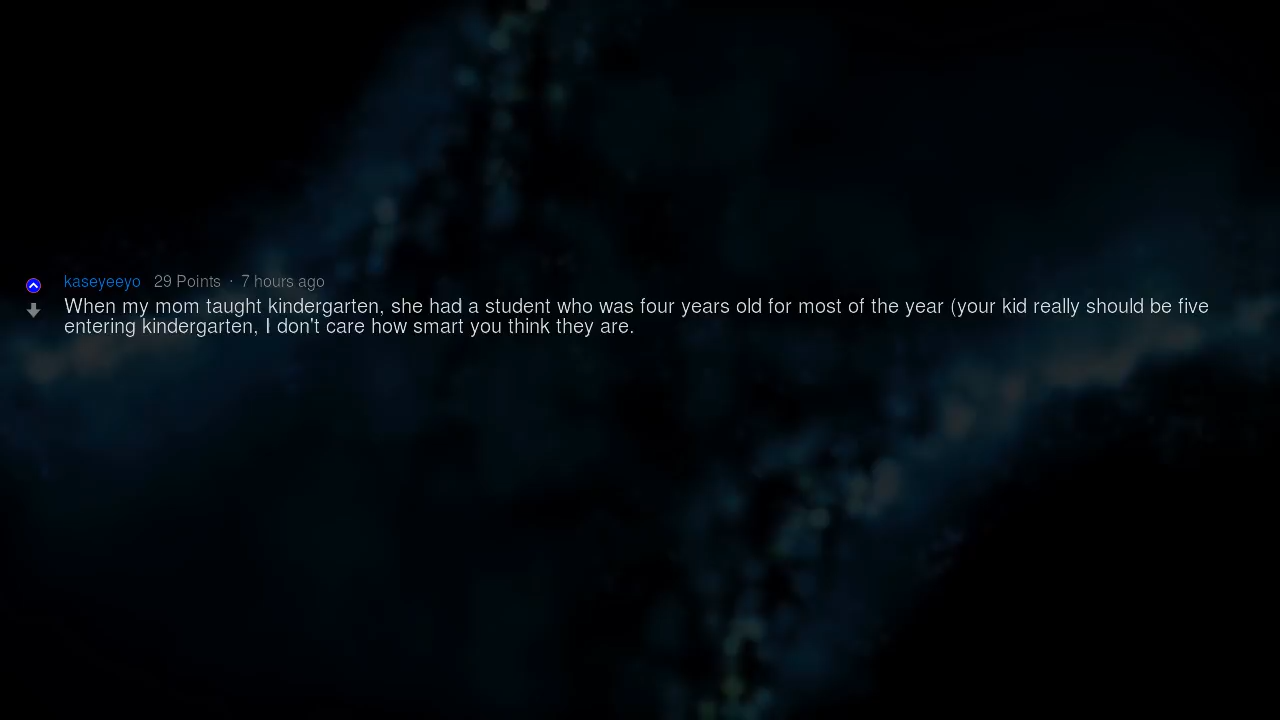 kaseyeeyo 29 Points · 7 hours ago
When my mom taught kindergarten, she had a student who was four years old for most of the year (your kid really should be five
entering kindergarten, I don't care how smart you think they are.